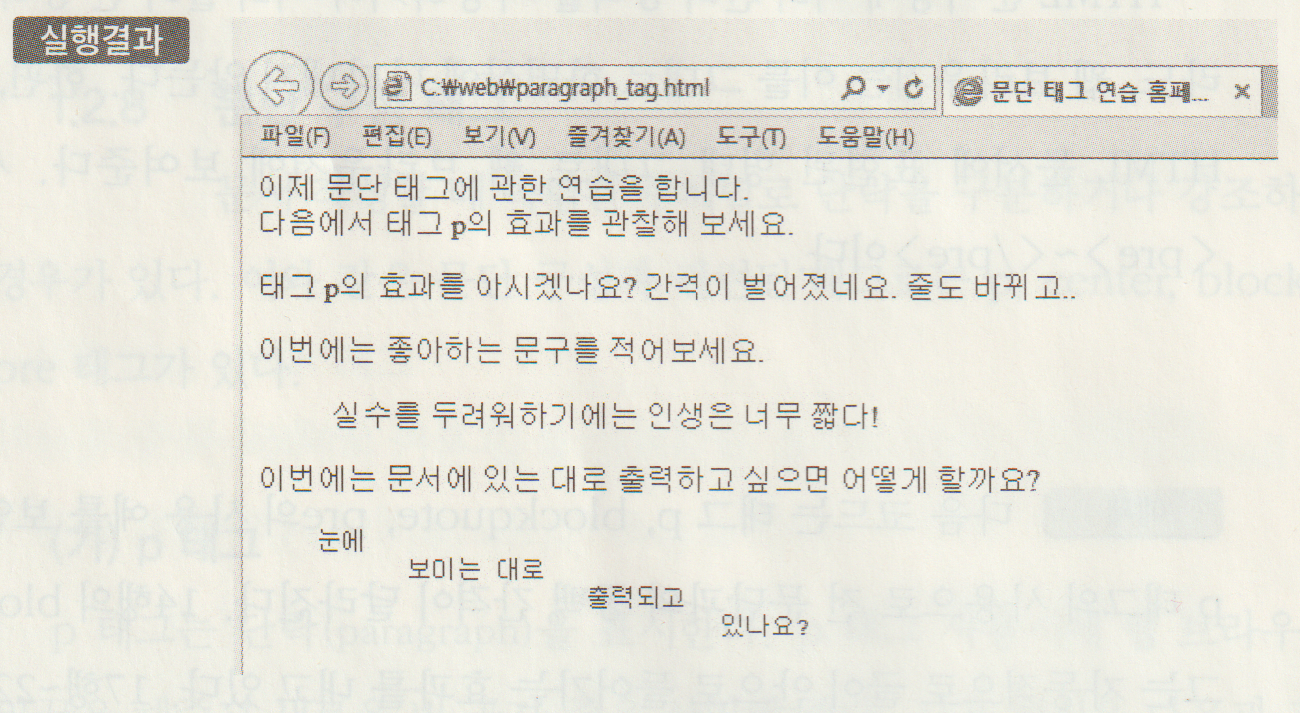 실행결과
C:₩web₩paragraph_tag.html
문단 태그 연습 홈페...
파일(F) 편집(E) 보기(V) 즐겨찾기(A) 도구(T) 도움말(H)
이제 문단 태그에 관한 연습을 합니다.
다음에서 태그 p의 효과를 관찰해 보세요.
태그 p의 효과를 아시겠나요? 간격이 벌어졌네요. 줄도 바뀌고..
이번에는 좋아하는 문구를 적어보세요.
실수를 두려워하기에는 인생은 너무 짧다!
이번에는 문서에 있는 대로 출력하고 싶으면 어떻게 할까요?
눈에
보이는 대로
출력되고
있나요?